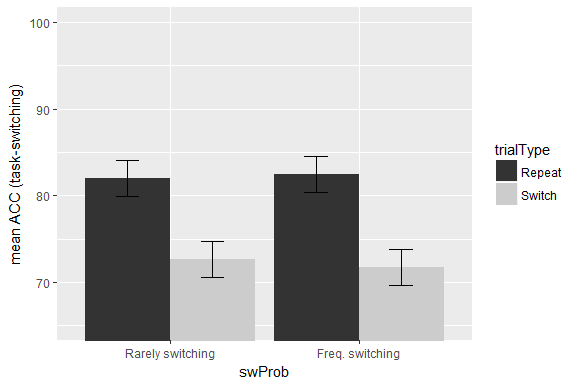 100
90
80
70
mean ACC (task-switching)
Rarely switching
Freq. switching
swProb
trialType
Repeat
Switch